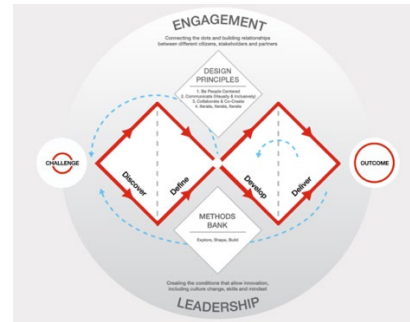 ENGAGEMENT
Connecting the dots and building relationships
between different citizens, stakeholders and partners
DESIGN
PRINCIPLES
1. Be People Centered
2. Communicate (Visually & Inclusively)
3. Collaborate & Co-Create
4. Iterate, Iterate, Iterate
CHALLENGE
Discover
Define
Develop
Deliver
OUTCOME
METHODS
BANK
Explore, Shape, Build
Creating the conditions that allow innovation,
including culture change, skills and mindset
LEADERSHIP